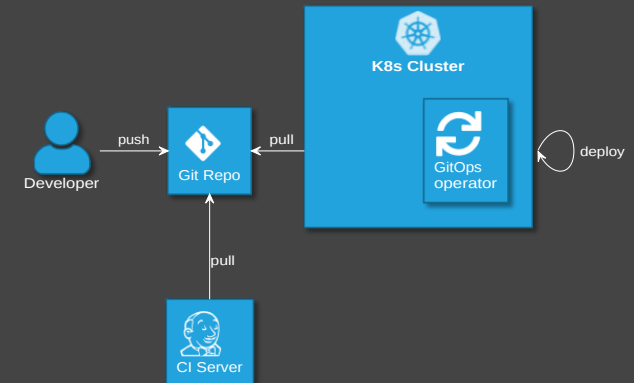 K8s Cluster
push
pull
deploy
Developer
Git Repo
GitOps
operator
pull
CI Server